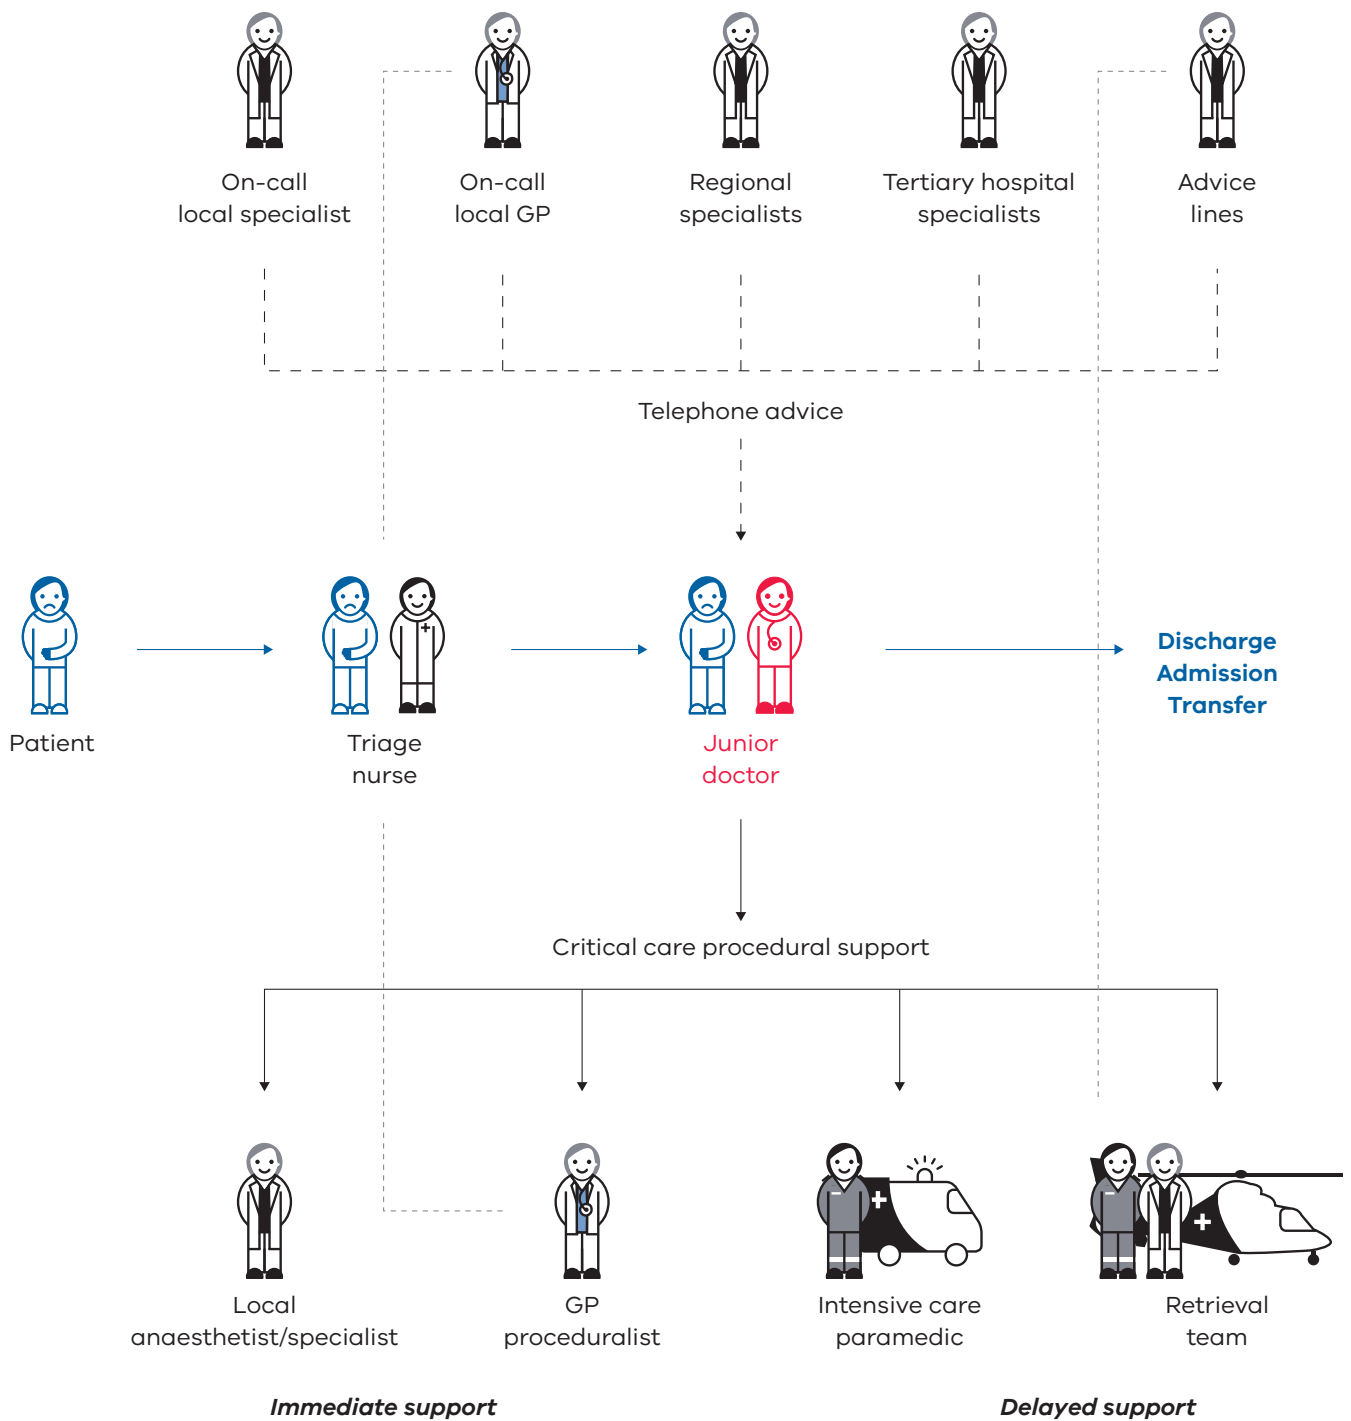 On-call
local specialist
On-call
local GP
Regional
specialists
Tertiary hospital
specialists
Advice
lines
Telephone advice
Patient
Triage
nurse
Junior
doctor
Discharge
Admission
Transfer
Critical care procedural support
Local
anaesthetist/specialist
GP
proceduralist
Intensive care
paramedic
Retrieval
team
Immediate support
Delayed support